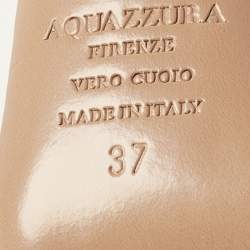 AQUAZZURA
FIRENZE
VERO CUOIO
MADE IN ITALY
37